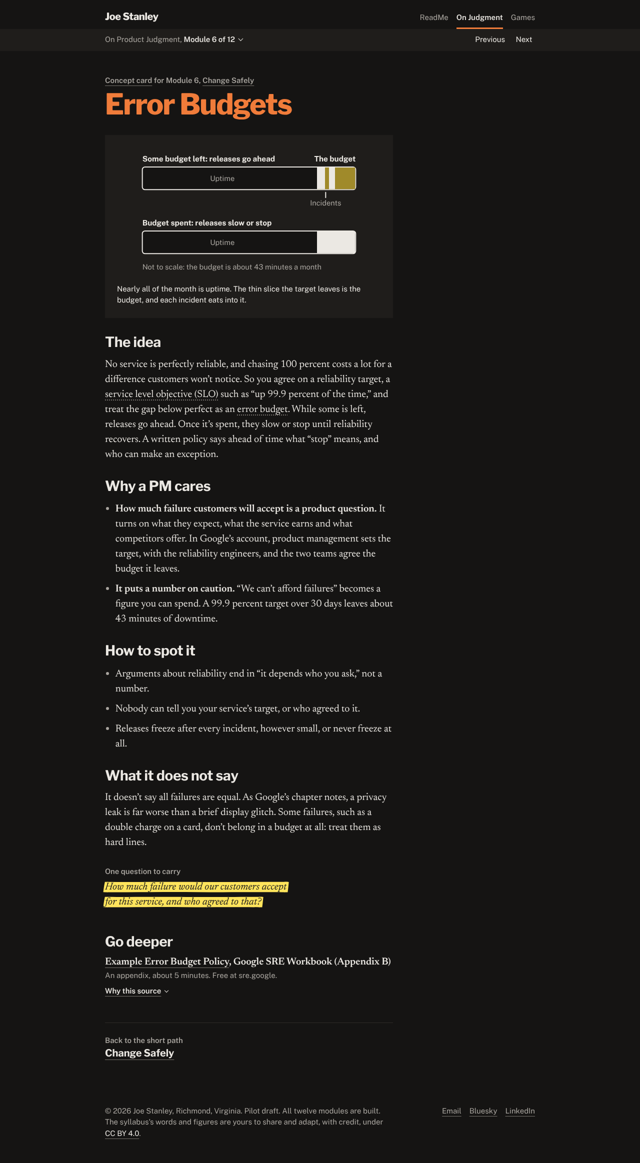 Joe Stanley
ReadMe On Judgment Games
On Product Judgment, Module 6 of 12
Previous Next
Concept card for Module 6, Change Safely
Error Budgets
Some budget left: releases go ahead The budget
Uptime
Incidents
Budget spent: releases slow or stop
Uptime
Not to scale: the budget is about 43 minutes a month
Nearly all of the month is uptime. The thin slice the target leaves is the
budget, and each incident eats into it.
The idea
No service is perfectly reliable, and chasing 100 percent costs a lot for a
difference customers won’t notice. So you agree on a reliability target, a
service level objective (SLO) such as “up 99.9 percent of the time,” and
treat the gap below perfect as an error budget. While some is left,
releases go ahead. Once it’s spent, they slow or stop until reliability
recovers. A written policy says ahead of time what “stop” means, and
who can make an exception.
Why a PM cares
• How much failure customers will accept is a product question. It
turns on what they expect, what the service earns and what
competitors offer. In Google’s account, product management sets the
target, with the reliability engineers, and the two teams agree the
budget it leaves.
• It puts a number on caution. “We can’t afford failures” becomes a
figure you can spend. A 99.9 percent target over 30 days leaves about
43 minutes of downtime.
How to spot it
• Arguments about reliability end in “it depends who you ask,” not a
number.
• Nobody can tell you your service’s target, or who agreed to it.
• Releases freeze after every incident, however small, or never freeze at
all.
What it does not say
It doesn’t say all failures are equal. As Google’s chapter notes, a privacy
leak is far worse than a brief display glitch. Some failures, such as a
double charge on a card, don’t belong in a budget at all: treat them as
hard lines.
One question to carry
How much failure would our customers accept
for this service, and who agreed to that?
Go deeper
Example Error Budget Policy, Google SRE Workbook (Appendix B)
An appendix, about 5 minutes. Free at sre.google.
Why this source
Back to the short path
Change Safely
© 2026 Joe Stanley, Richmond, Virginia. Pilot draft. All twelve modules are built.
The syllabus’s words and figures are yours to share and adapt, with credit, under
CC BY 4.0.
Email Bluesky LinkedIn